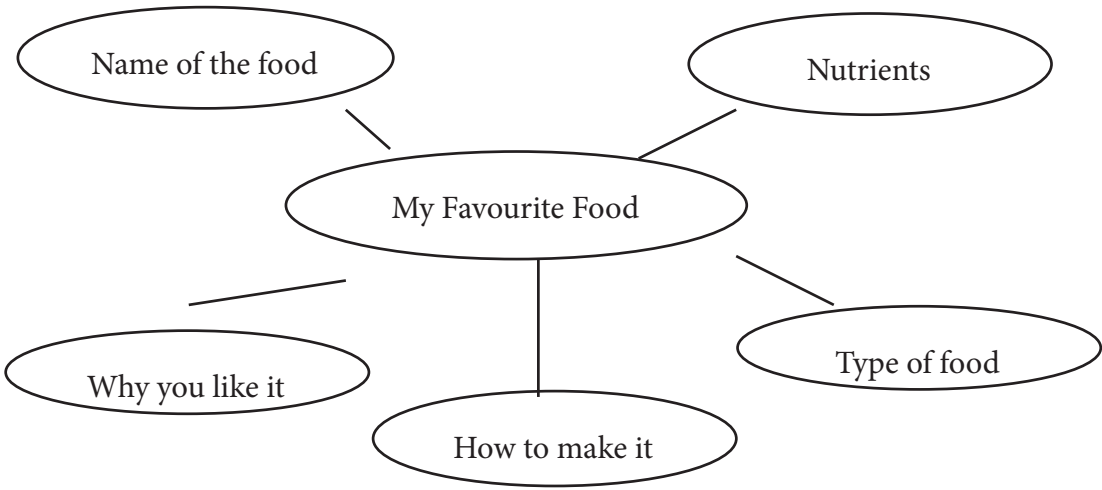 Name of the food
Nutrients
My Favourite Food
Why you like it
Type of food
How to make it